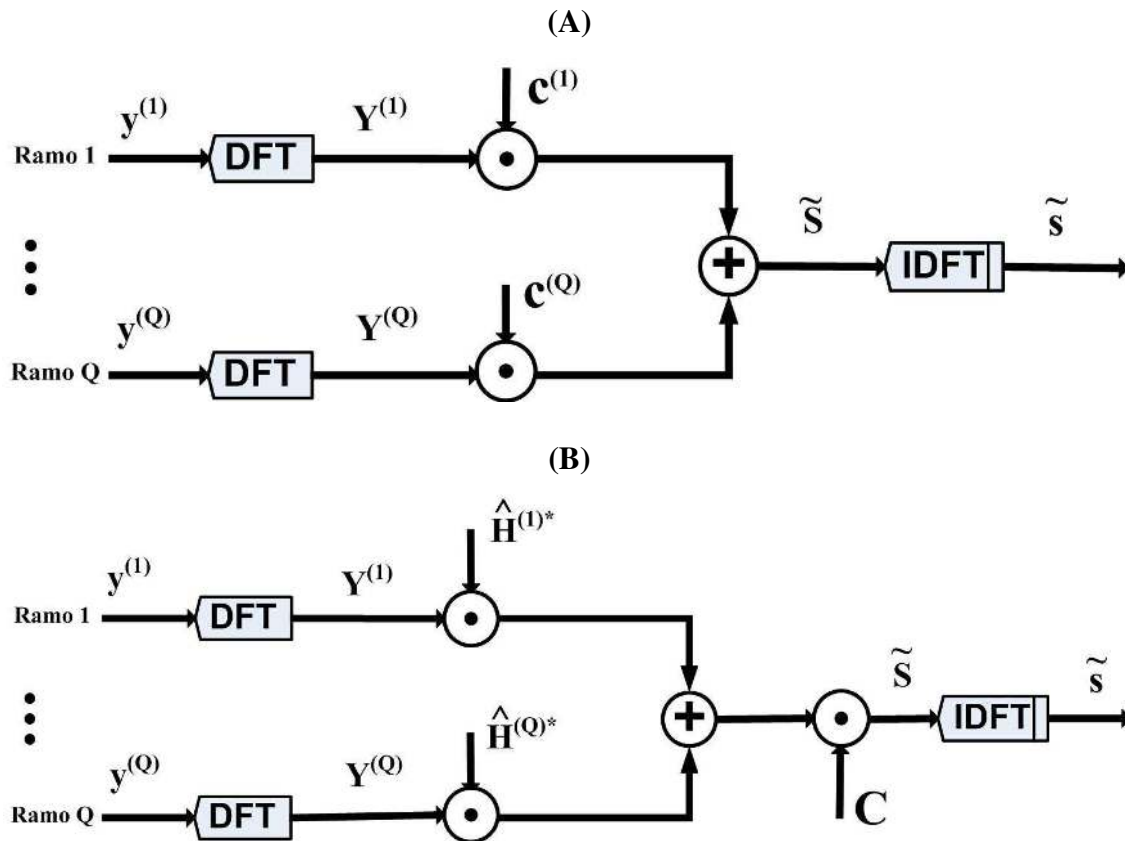 (A)
c⁽¹⁾
y⁽¹⁾ Y⁽¹⁾
Ramo 1 DFT
S̃ s̃
+ IDFT
c⁽Q⁾
y⁽Q⁾ Y⁽Q⁾
Ramo Q DFT
(B)
Ĥ⁽¹⁾*
y⁽¹⁾ Y⁽¹⁾
Ramo 1 DFT
S̃ s̃
Ĥ⁽Q⁾*
+ IDFT
y⁽Q⁾ Y⁽Q⁾
Ramo Q DFT
C